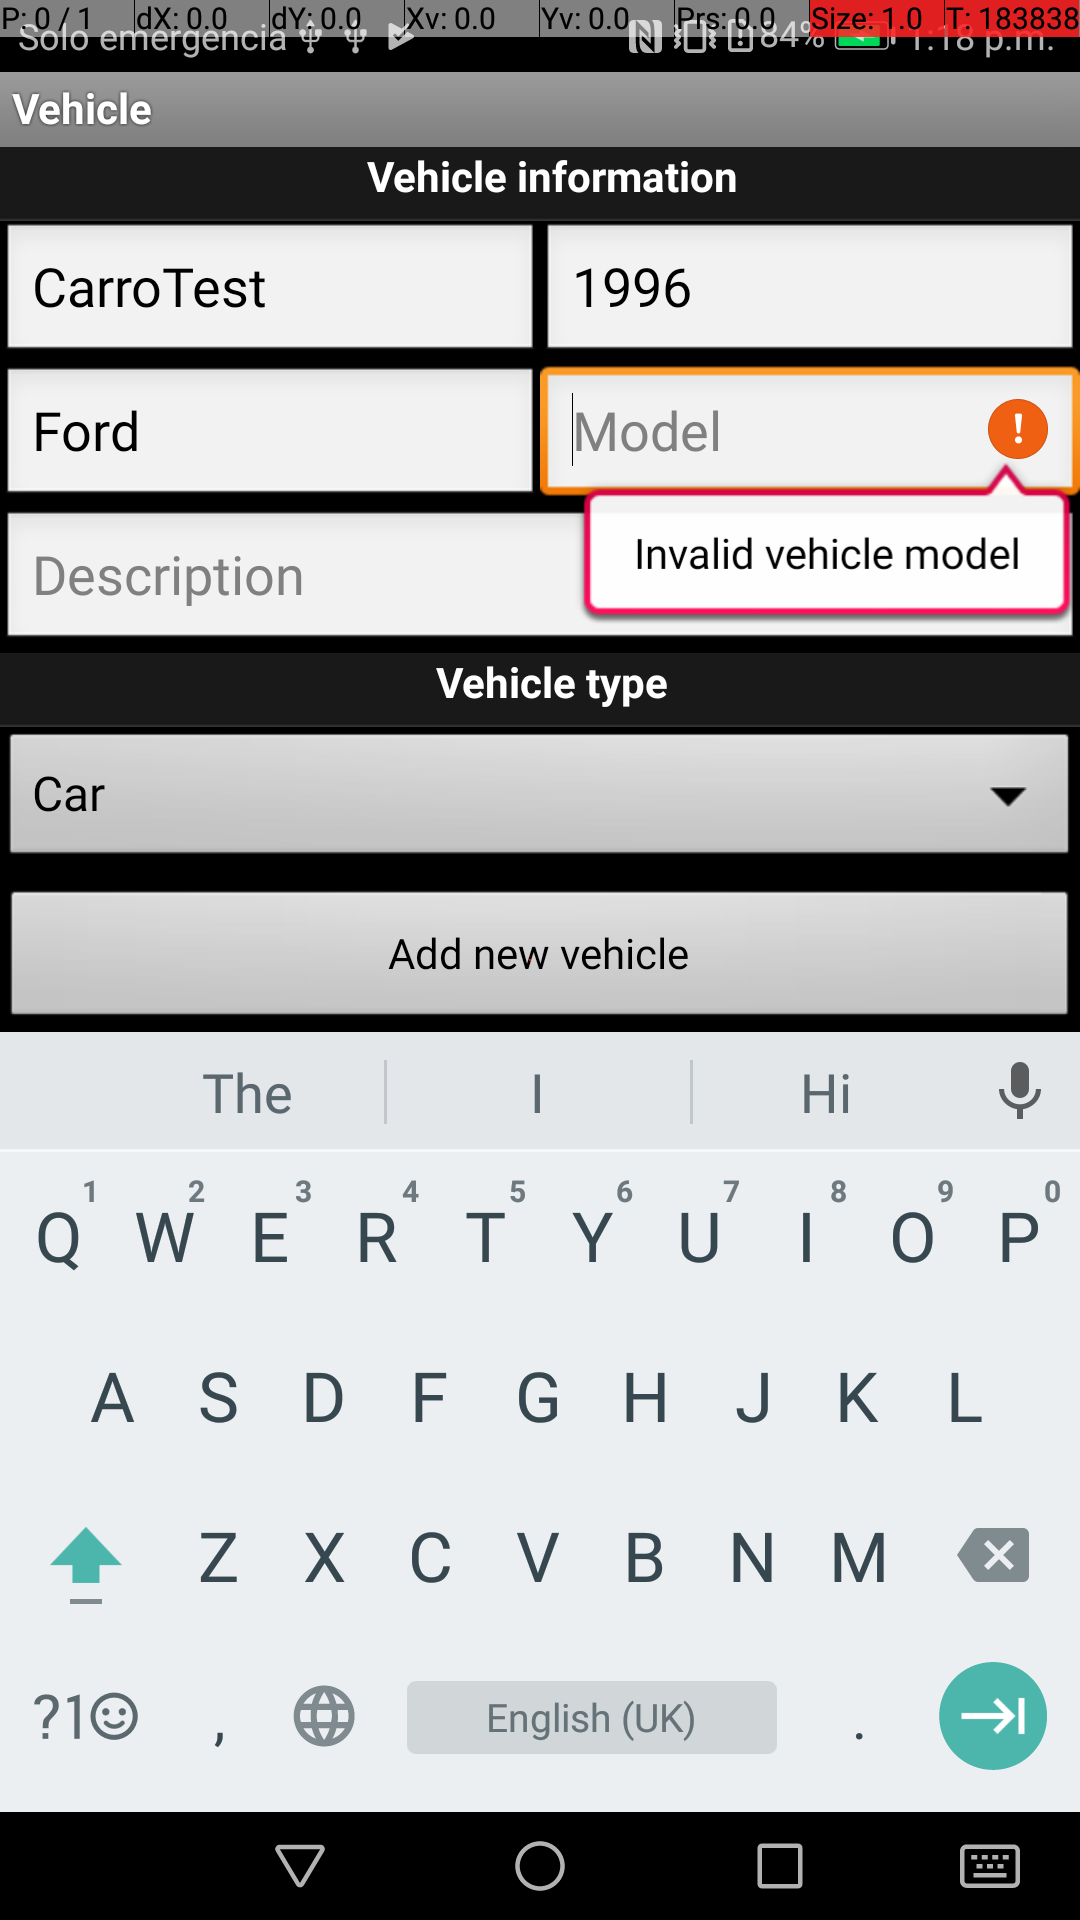 P: 0 / 1 dX: 0.0 dY: 0.0 Xv: 0.0 Yv: 0.0 Prs: 0.0 Size: 1.0 T: 183838
Solo emergencia 84% 1:18 p.m.
Vehicle
Vehicle information
CarroTest 1996
Ford Model
Description Invalid vehicle model
Vehicle type
Car
Add new vehicle
The I Hi
1 2 3 4 5 6 7 8 9 0
Q W E R T Y U I O P
A S D F G H J K L
Z X C V B N M
?1 , English (UK) .